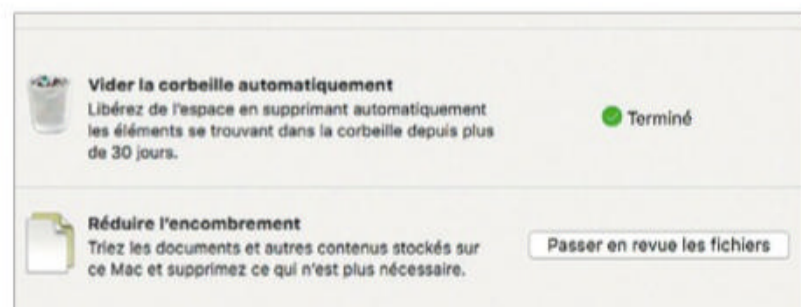 Vider la corbeille automatiquement
Libérez de l'espace en supprimant automatiquement
les éléments se trouvant dans la corbeille depuis plus
de 30 jours.
Terminé
Réduire l'encombrement
Triez les documents et autres contenus stockés sur
ce Mac et supprimez ce qui n'est plus nécessaire.
Passer en revue les fichiers